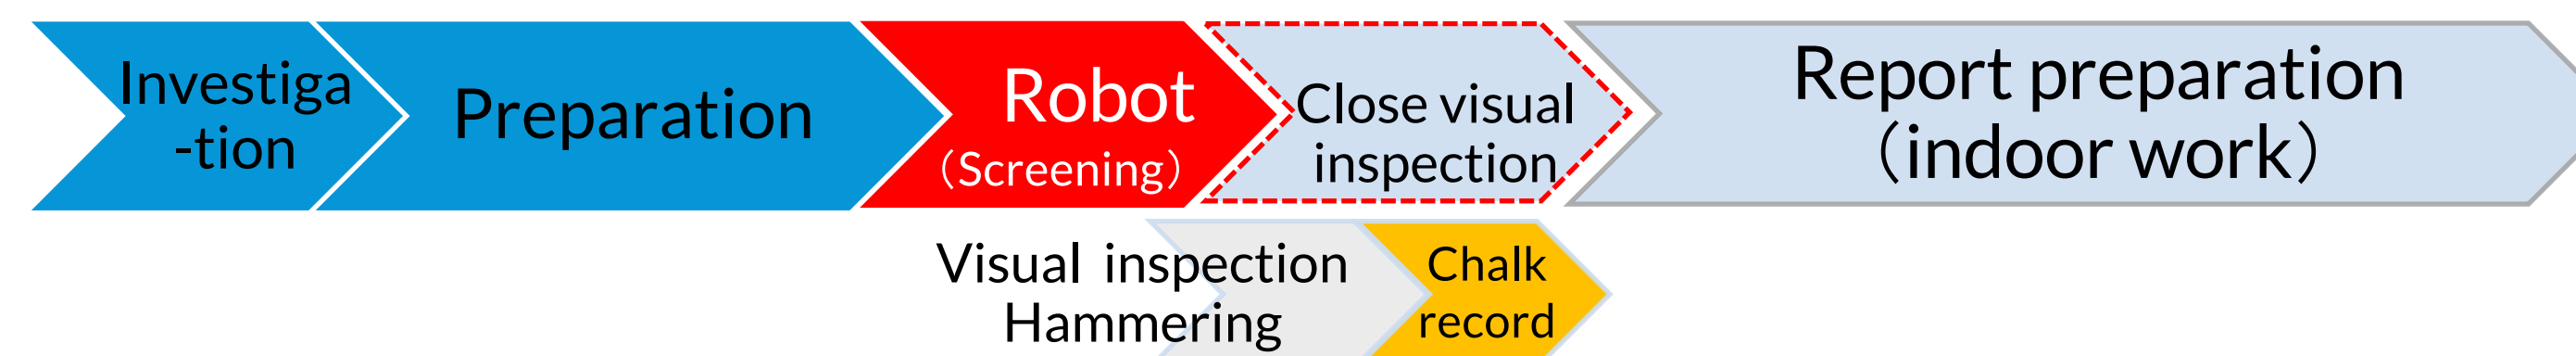 Investiga
-tion
Preparation
Robot
（Screening）
Close visual
inspection
Report preparation
（indoor work）
Visual inspection
Hammering
Chalk
record